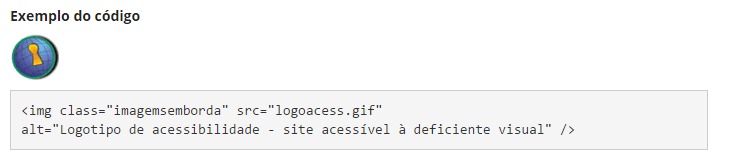 Exemplo do código
<img class="imagemsemborda" src="logoacess.gif"
alt="Logotipo de acessibilidade - site acessível à deficiente visual" />